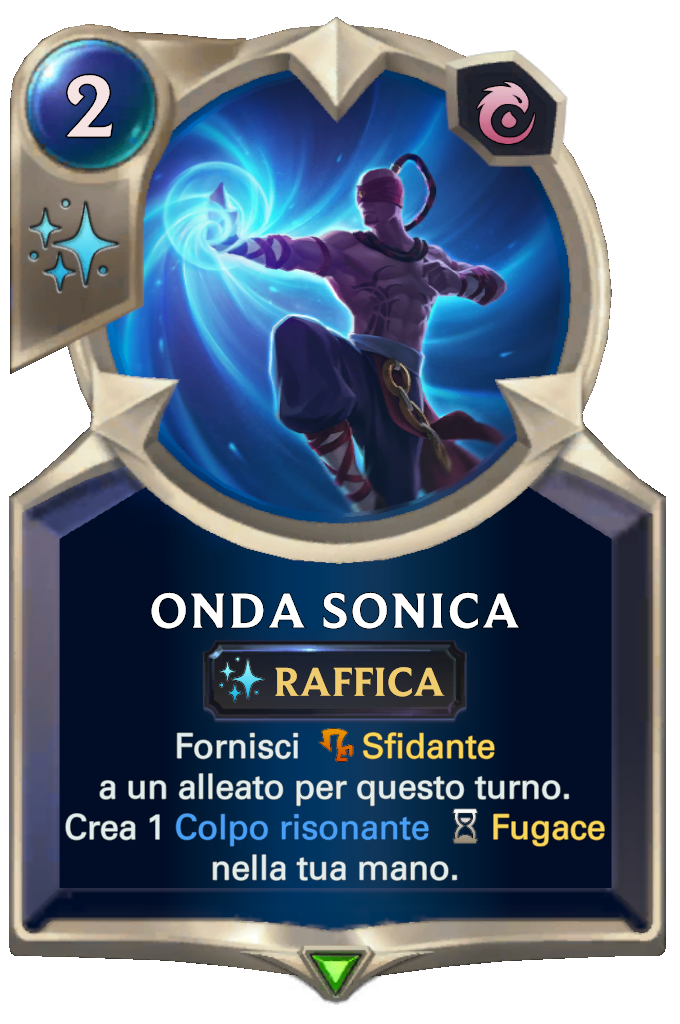 2
ONDA SONICA
RAFFICA
Fornisci Sfidante
a un alleato per questo turno.
Crea 1 Colpo risonante Fugace
nella tua mano.